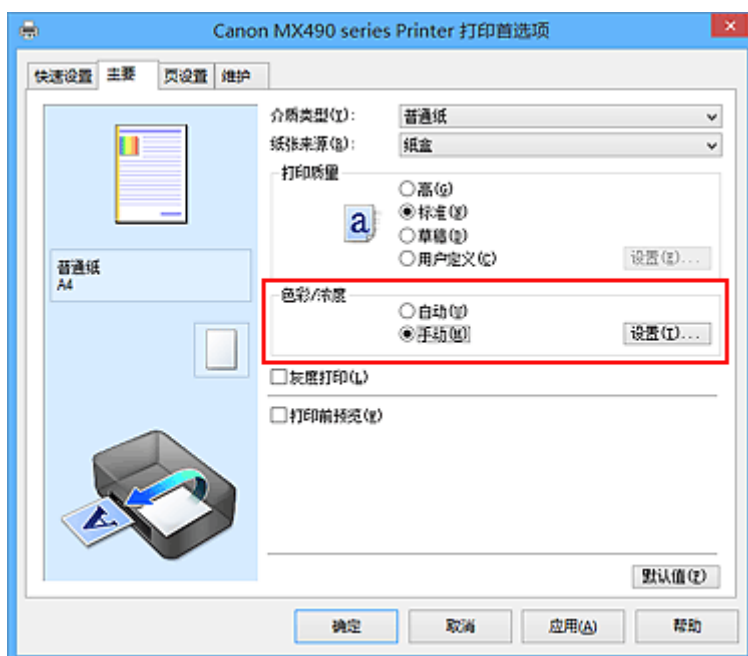 Canon MX490 series Printer 打印首选项
快速设置 主要 页设置 维护
介质类型(Y): 普通纸
纸张来源(B): 纸盒
打印质量
高(G)
a 标准(N)
草稿(D)
用户定义(C) 设置(E)...
普通纸
A4
色彩/浓度
自动(U)
手动(M) 设置(T)...
灰度打印(L)
打印前预览(W)
A
默认值(F)
确定 取消 应用(A) 帮助